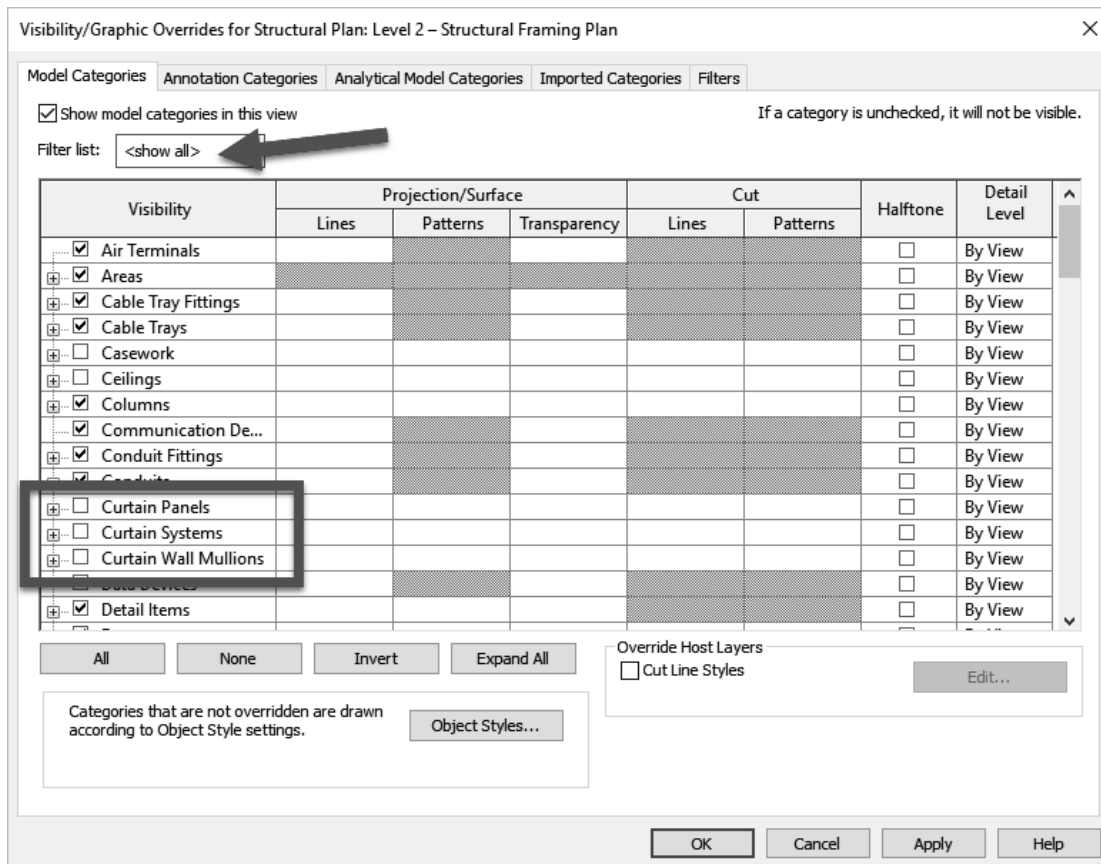 Visibility/Graphic Overrides for Structural Plan: Level 2 – Structural Framing Plan
Model Categories Annotation Categories Analytical Model Categories Imported Categories Filters
Show model categories in this view If a category is unchecked, it will not be visible.
Filter list: <show all>
Visibility Projection/Surface Cut Halftone Detail Level
Lines Patterns Transparency Lines Patterns
Air Terminals By View
Areas By View
Cable Tray Fittings By View
Cable Trays By View
Casework By View
Ceilings By View
Columns By View
Communication De... By View
Conduit Fittings By View
Conduits By View
Curtain Panels By View
Curtain Systems By View
Curtain Wall Mullions By View
Data Devices By View
Detail Items By View
All None Invert Expand All
Override Host Layers
Cut Line Styles Edit...
Categories that are not overridden are drawn
according to Object Style settings.
Object Styles...
OK Cancel Apply Help